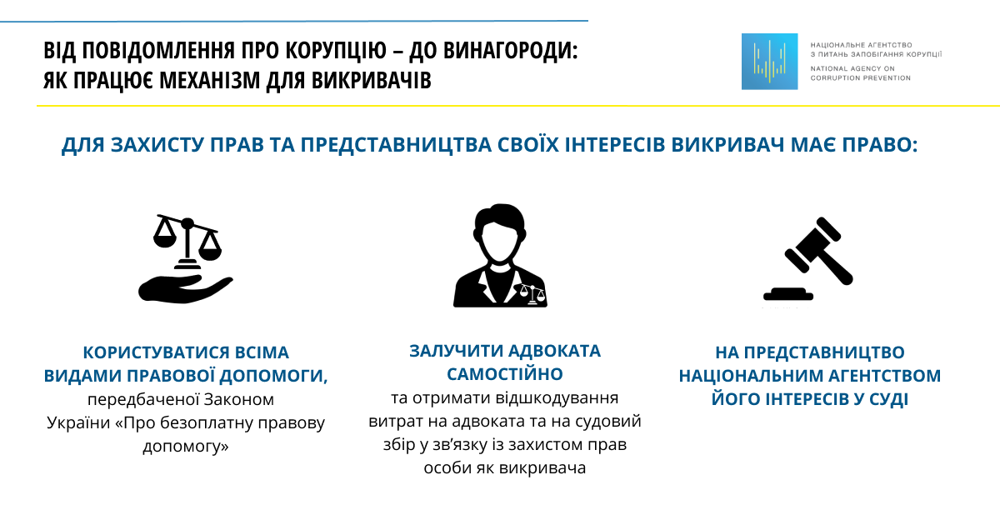 ВІД ПОВІДОМЛЕННЯ ПРО КОРУПЦІЮ – ДО ВИНАГОРОДИ:
ЯК ПРАЦЮЄ МЕХАНІЗМ ДЛЯ ВИКРИВАЧІВ
НАЦІОНАЛЬНЕ АГЕНТСТВО
З ПИТАНЬ ЗАПОБІГАННЯ КОРУПЦІЇ
NATIONAL AGENCY ON
CORRUPTION PREVENTION
ДЛЯ ЗАХИСТУ ПРАВ ТА ПРЕДСТАВНИЦТВА СВОЇХ ІНТЕРЕСІВ ВИКРИВАЧ МАЄ ПРАВО:
КОРИСТУВАТИСЯ ВСІМА
ВИДАМИ ПРАВОВОЇ ДОПОМОГИ,
передбаченої Законом
України «Про безоплатну правову
допомогу»
ЗАЛУЧИТИ АДВОКАТА
САМОСТІЙНО
та отримати відшкодування
витрат на адвоката та на судовий
збір у зв’язку із захистом прав
особи як викривача
НА ПРЕДСТАВНИЦТВО
НАЦІОНАЛЬНИМ АГЕНТСТВОМ
ЙОГО ІНТЕРЕСІВ У СУДІ